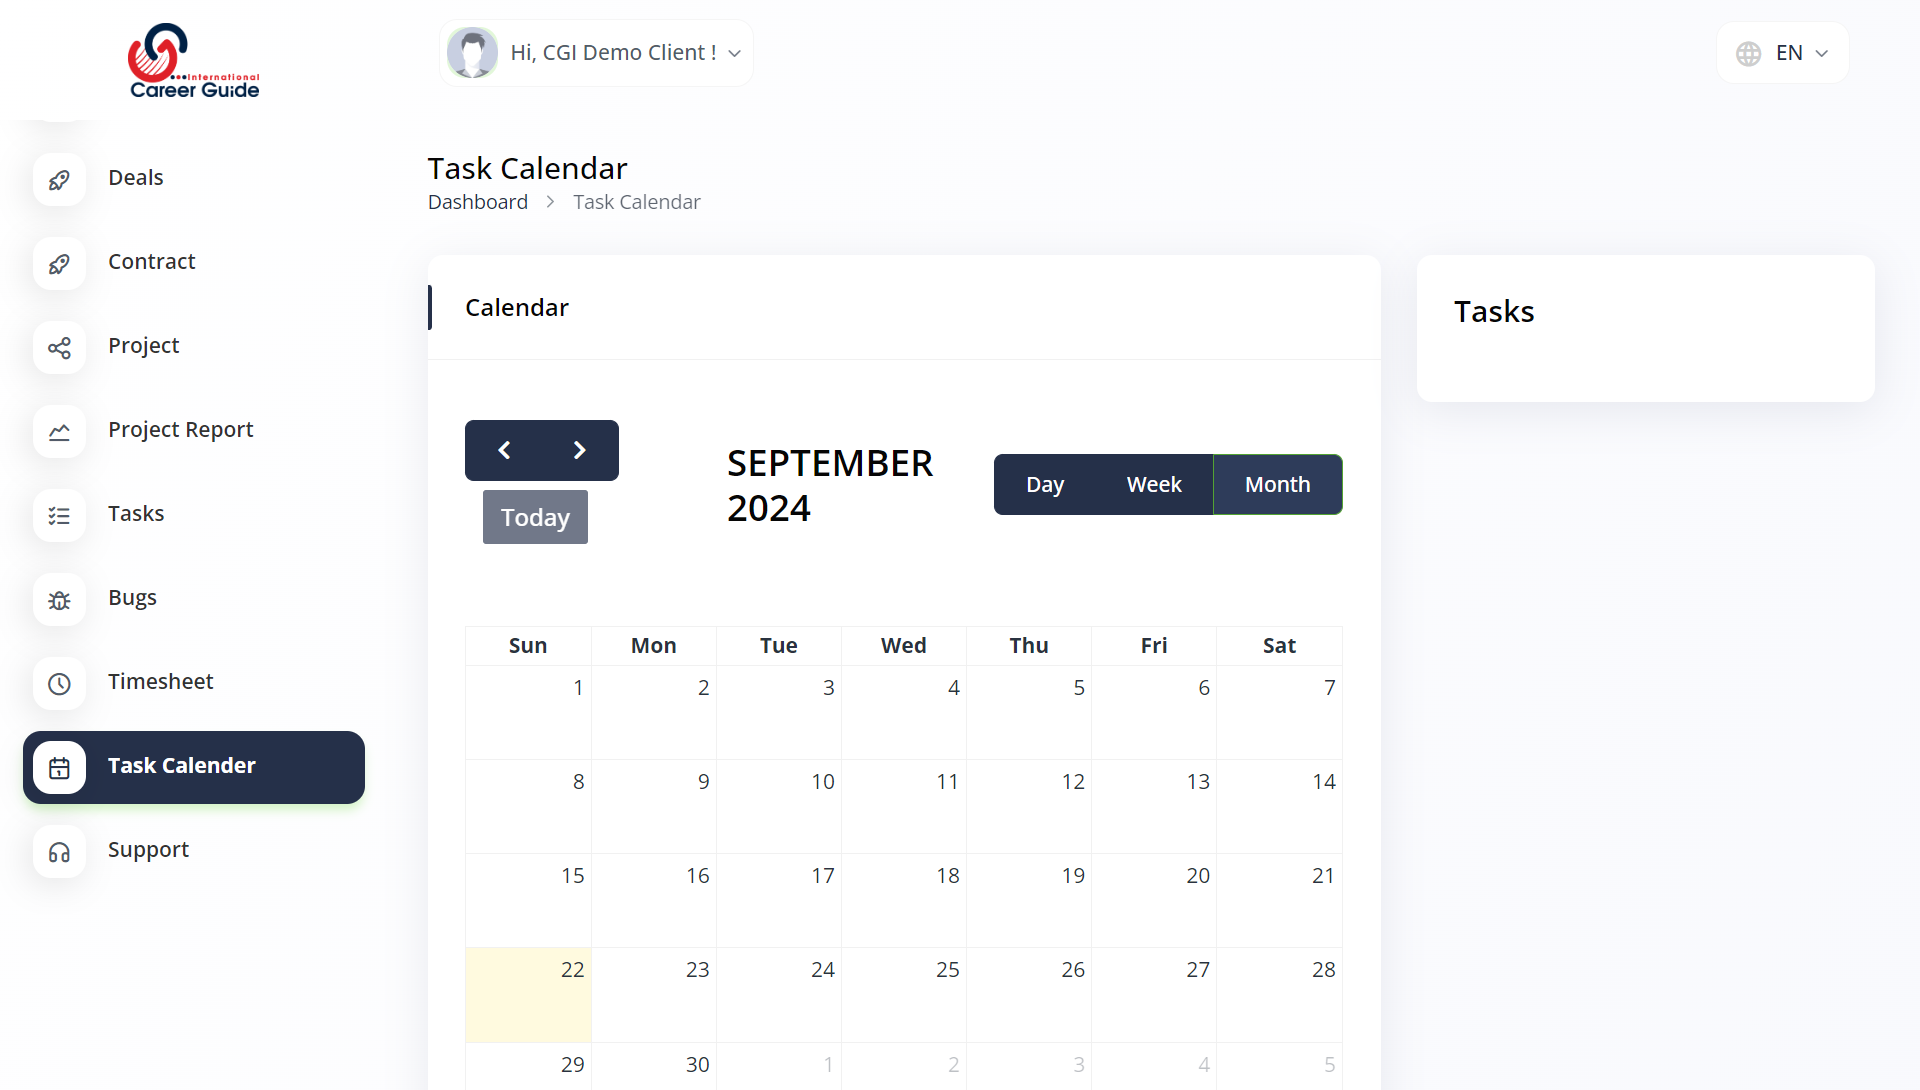 ...International
Career Guide
Hi, CGI Demo Client !
EN
Deals
Contract
Project
Project Report
Tasks
Bugs
Timesheet
Task Calender
Support
Task Calendar
Dashboard > Task Calendar
Calendar
Today
SEPTEMBER
2024
Day Week Month
Sun Mon Tue Wed Thu Fri Sat
1 2 3 4 5 6 7
8 9 10 11 12 13 14
15 16 17 18 19 20 21
22 23 24 25 26 27 28
29 30 1 2 3 4 5
Tasks